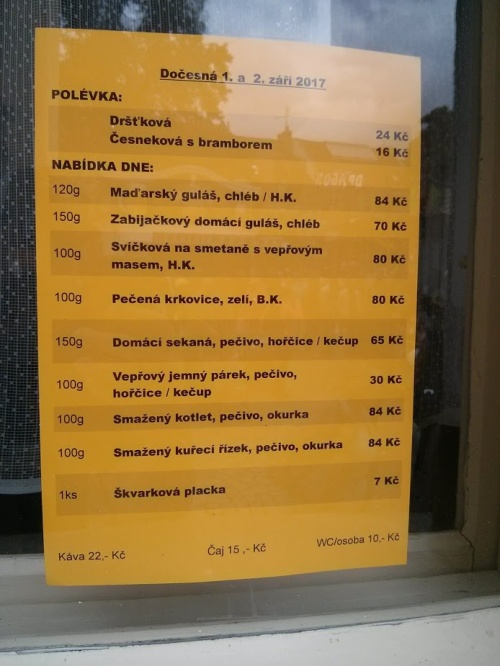 Dočesná 1. a 2. září 2017
POLÉVKA:
Dršťková 24 Kč
Česneková s bramborem 16 Kč
NABÍDKA DNE:
120g Maďarský guláš, chléb / H.K. 84 Kč
150g Zabijačkový domácí guláš, chléb 70 Kč
100g Svíčková na smetaně s vepřovým
masem, H.K. 80 Kč
100g Pečená krkovice, zelí, B.K. 80 Kč
150g Domácí sekaná, pečivo, hořčice / kečup 65 Kč
100g Vepřový jemný párek, pečivo,
hořčice / kečup 30 Kč
100g Smažený kotlet, pečivo, okurka 84 Kč
100g Smažený kuřecí řízek, pečivo, okurka 84 Kč
1ks Škvarková placka 7 Kč
Káva 22,- Kč Čaj 15 ,- Kč WC/osoba 10,- Kč